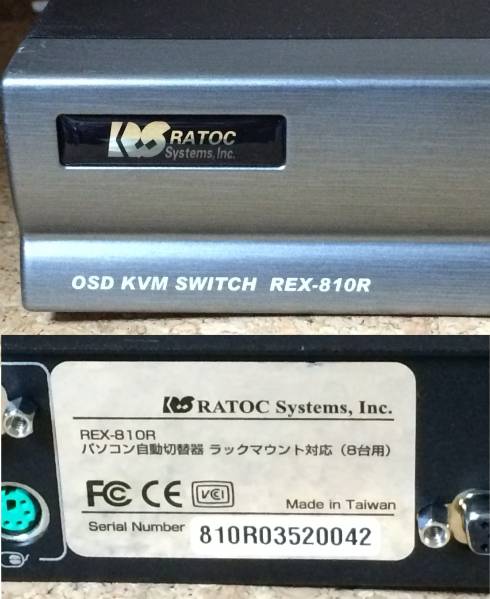 RATOC
Systems, Inc.
OSD KVM SWITCH REX-810R
RATOC Systems, Inc.
REX-810R
パソコン自動切替器 ラックマウント対応（8台用）
FC CE VCI
Made in Taiwan
Serial Number 810R03520042